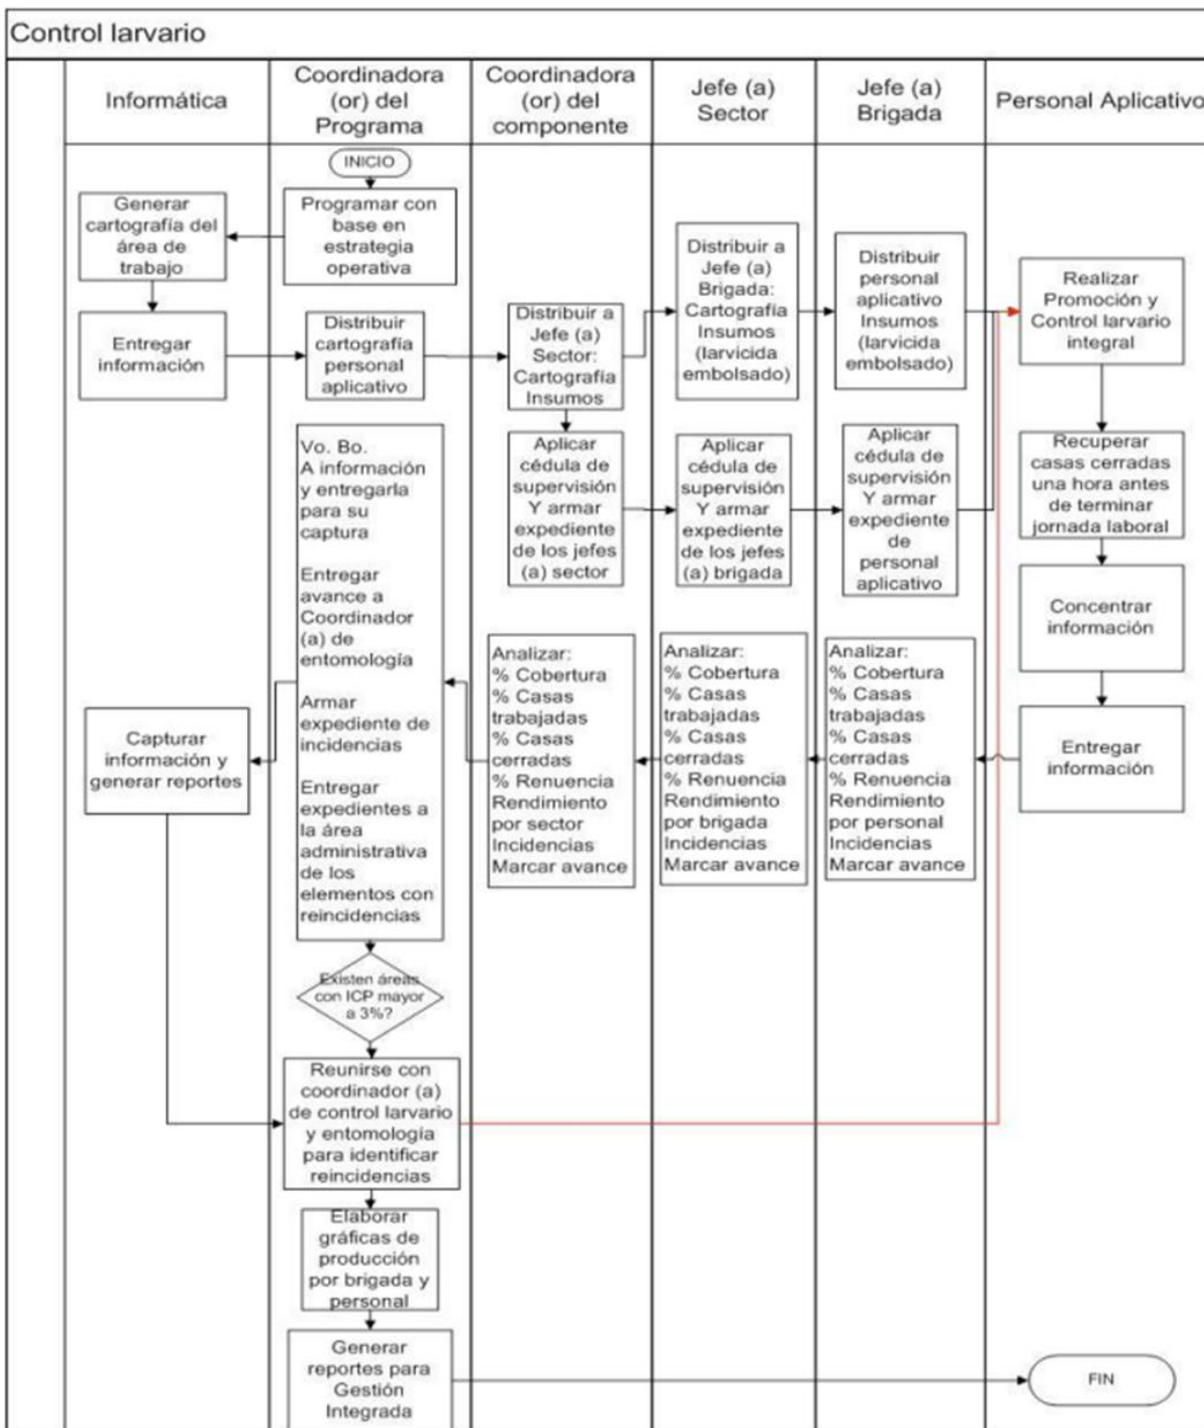 Control larvario
Informática
Coordinadora
(or) del
Programa
Coordinadora
(or) del
componente
Jefe (a)
Sector
Jefe (a)
Brigada
Personal Aplicativo
INICIO
Programar con
base en
estrategia
operativa
Generar
cartografía del
área de
trabajo
Entregar
información
Distribuir
cartografía
personal
aplicativo
Distribuir a
Jefe (a)
Sector:
Cartografía
Insumos
Distribuir a
Jefe (a)
Brigada:
Cartografía
Insumos
(larvicida
embolsado)
Distribuir
personal
aplicativo
Insumos
(larvicida
embolsado)
Realizar
Promoción y
Control larvario
integral
Aplicar
cédula de
supervisión
Y armar
expediente
de los jefes
(a) sector
Aplicar
cédula de
supervisión
Y armar
expediente
de los jefes
(a) brigada
Aplicar
cédula de
supervisión
Y armar
expediente
de
personal
aplicativo
Recuperar
casas cerradas
una hora antes
de terminar
jornada laboral
Concentrar
información
Entregar
información
Analizar:
% Cobertura
% Casas
trabajadas
% Casas
cerradas
% Renuencia
Rendimiento
por personal
Incidencias
Marcar avance
Analizar:
% Cobertura
% Casas
trabajadas
% Casas
cerradas
% Renuencia
Rendimiento
por brigada
Incidencias
Marcar avance
Analizar:
% Cobertura
% Casas
trabajadas
% Casas
cerradas
% Renuencia
Rendimiento
por sector
Incidencias
Marcar avance
Vo. Bo.
A información
y entregarla
para su
captura
Entregar
avance a
Coordinador
(a) de
entomología
Armar
expediente de
incidencias
Entregar
expedientes a
la área
administrativa
de los
elementos con
reincidencias
Capturar
información y
generar reportes
Existen áreas
con ICP mayor
a 3%?
Reunirse con
coordinador (a)
de control larvario
y entomología
para identificar
reincidencias
Elaborar
gráficas de
producción
por brigada y
personal
Generar
reportes para
Gestión
Integrada
FIN